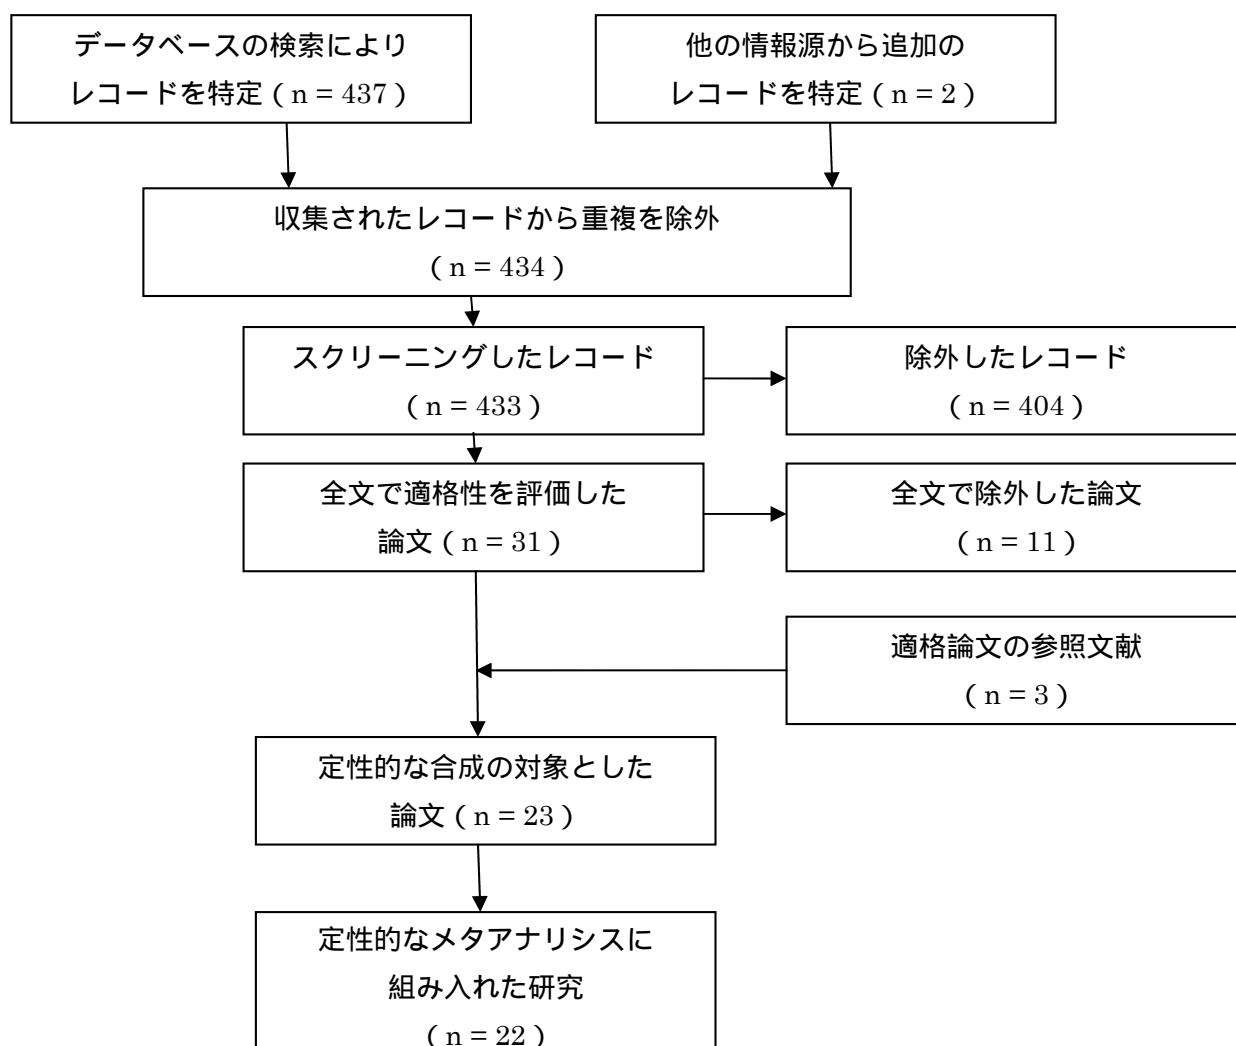 データベースの検索により
レコードを特定（n = 437）
他の情報源から追加の
レコードを特定（n = 2）
収集されたレコードから重複を除外
（n = 434）
スクリーニングしたレコード
（n = 433）
除外したレコード
（n = 404）
全文で適格性を評価した
論文（n = 31）
全文で除外した論文
（n = 11）
適格論文の参照文献
（n = 3）
定性的な合成の対象とした
論文（n = 23）
定性的なメタアナリシスに
組み入れた研究
（n = 22）